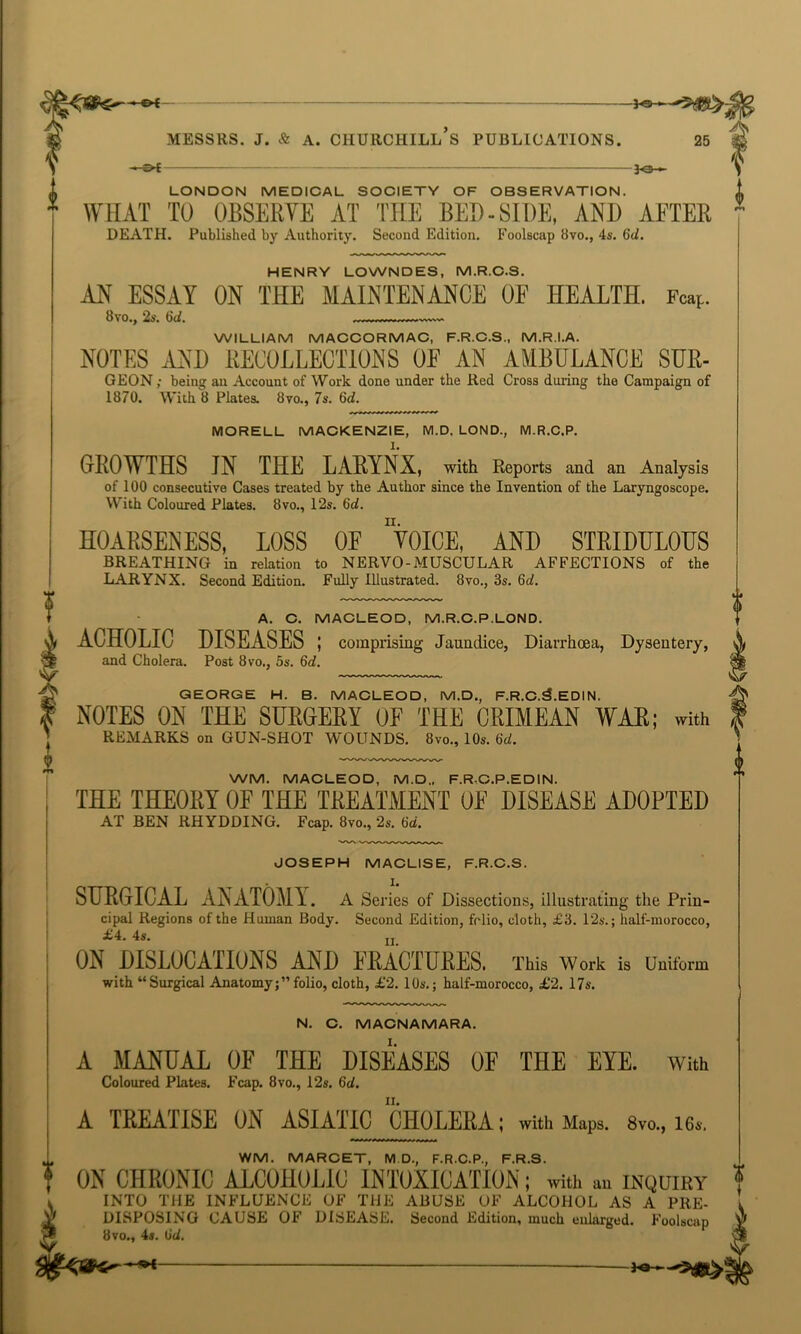 MESSRS. J. & A. CHURCHILL'S PUBLICATIONS. 25
LONDON MEDICAL SOCIETY OF OBSERVATION.
WHAT TO OBSERVE AT THE BED-SIDE, AND AFTER
DEATH. Published by Authority. Second Edition. Foolscap 8vo., 4s. 6d.
HENRY LOWNDES, M.R.C.S.
AN ESSAY ON THE MAINTENANCE OF HEALTH. Fcap.
8vo., 2s. 6d.
WILLIAM MACCORMAC, F.R.C.S., M.R.I.A.
NOTES AND RECOLLECTIONS OF AN AMBULANCE SUR-
GEON; being an Account of Work done under the Red Cross during the Campaign of
1870. With 8 Plates. 8vo., 7s. 6d.
MORELL MACKENZIE, M.D. LOND., M.R.C.P.
I.
GROWTHS IN THE LARYNX, with Reports and an Analysis
of 100 consecutive Cases treated by the Author since the Invention of the Laryngoscope.
With Coloured Plates. 8vo., 12s. 6d.
II.
HOARSENESS, LOSS OF VOICE, AND STRIDULOUS
BREATHING in relation to NERVO-MUSCULAR AFFECTIONS of the
LARYNX. Second Edition. Fully Illustrated. 8vo., 3s. 6d.
A. C. MACLEOD, M.R.C.P.LOND.
ACHOLIC DISEASES ; comprising Jaundice, Diarrhœa, Dysentery,
and Cholera. Post 8vo., 5s. 6d.
GEORGE H. B. MACLEOD, M.D., F.R.C.S.EDIN.
NOTES ON THE SURGERY OF THE CRIMEAN WAR; with
REMARKS on GUN-SHOT WOUNDS. 8vo., 10s. 6d.
WM. MACLEOD, M.D., F.R.C.P.EDIN.
THE THEORY OF THE TREATMENT OF DISEASE ADOPTED
AT BEN RHYDDING. Fcap. 8vo., 2s. 6d.
JOSEPH MACLISE, F.R.C.S.
I.
SURGICAL ANATOMY. A Series of Dissections, illustrating the Prin-
cipal Regions of the Human Body. Second Edition, folio, cloth, £3. 12s.; half-morocco,
£4. 4s.
II.
ON DISLOCATIONS AND FRACTURES. This Work is Uniform
with “Surgical Anatomy;” folio, cloth, £2. 10s.; half-morocco, £2. 17s.
N. C. MACNAMARA.
I.
A MANUAL OF THE DISEASES OF THE EYE. With
Coloured Plates. Fcap. 8vo., 12s. 6d.
II.
A TREATISE ON ASIATIC CHOLERA; with Maps. 8vo., 16s.
WM. MARCET, M.D., F.R.C.P., F.R.S.
ON CHRONIC ALCOHOLIC INTOXICATION; with an INQUIRY
INTO THE INFLUENCE OF THE ABUSE OF ALCOHOL AS A PRE-
DISPOSING CAUSE OF DISEASE. Second Edition, much enlarged. Foolscap
8vo., 4s. 6d.